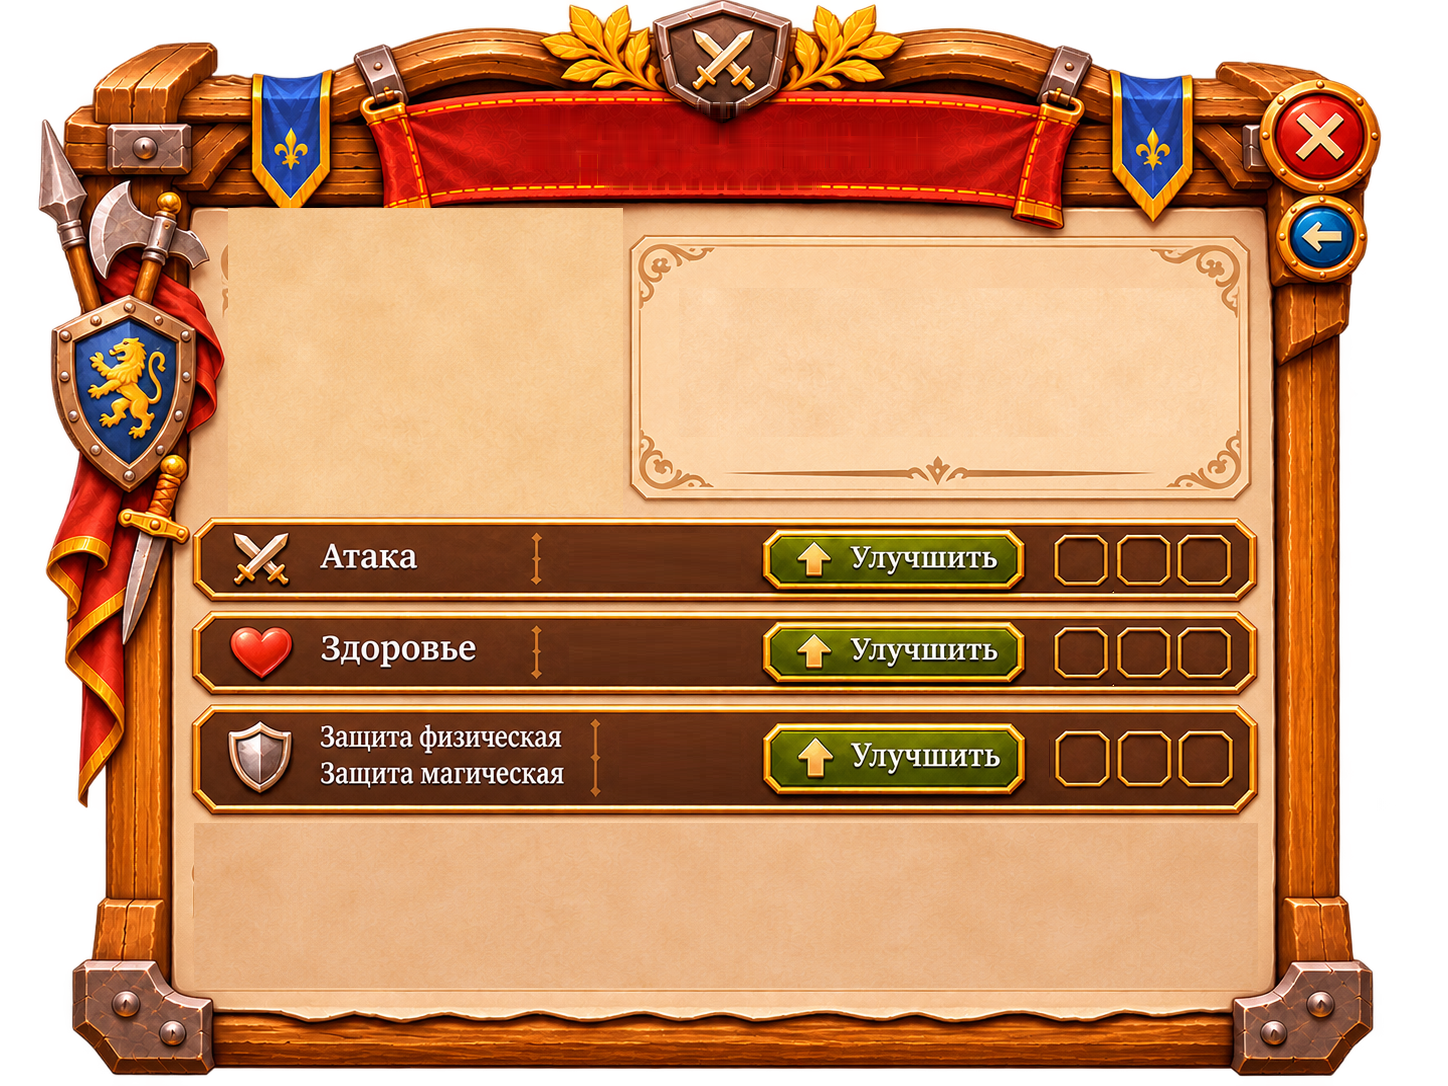 Атака
Улучшить
Здоровье
Улучшить
Защита физическая
Защита магическая
Улучшить